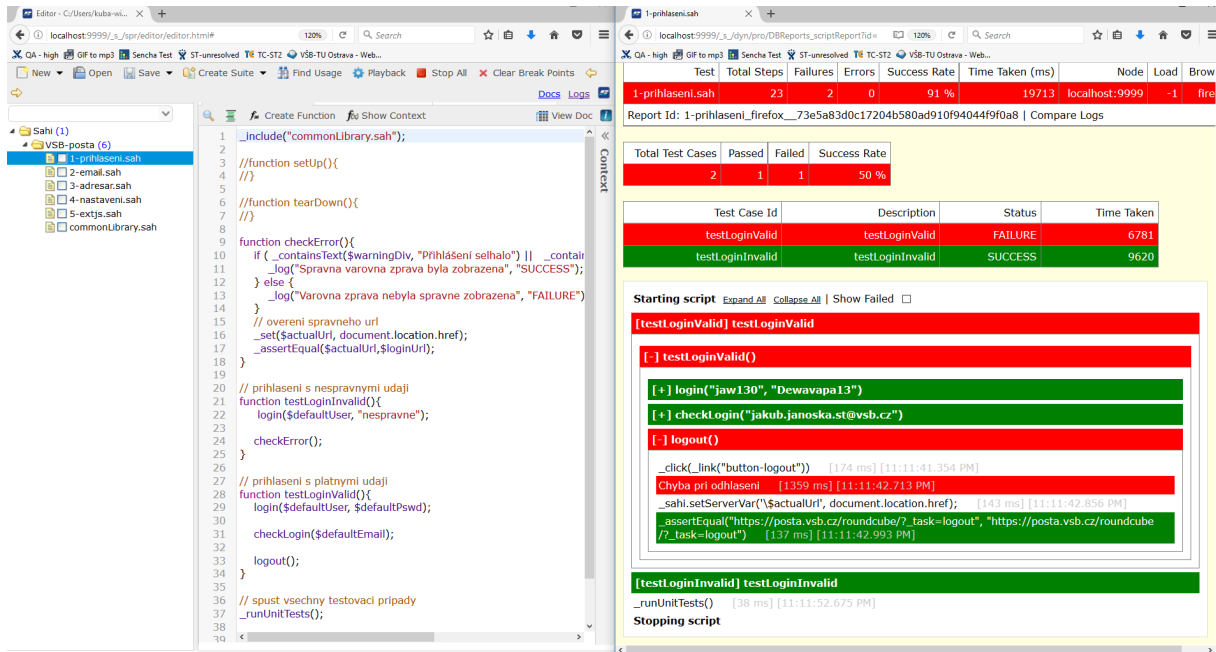 Editor - C:/Users/kuba-wi...
localhost:9999/_s_/spr/editor/editor.html#
120%
Search
QA - high GIF to mp3 Sencha Test ST-unresolved TC-ST2 VŠB-TU Ostrava - Web...
New Open Save Create Suite Find Usage Playback Stop All Clear Break Points
Docs Logs
Create Function Show Context View Doc
Context
Sahi (1)
VSB-posta (6)
1-prihlaseni.sah
2-email.sah
3-adresar.sah
4-nastaveni.sah
5-extjs.sah
commonLibrary.sah
1 _include("commonLibrary.sah");
2
3 //function setUp(){
4 //}
5
6 //function tearDown(){
7 //}
8
9 function checkError(){
10 if ( _containsText($warningDiv, "Přihlášení selhalo") || _contair
11 _log("Spravna varovna zprava byla zobrazena", "SUCCESS");
12 } else {
13 _log("Varovna zprava nebyla spravne zobrazena", "FAILURE")
14 }
15 // overeni spravneho url
16 _set($actualUrl, document.location.href);
17 _assertEqual($actualUrl,$loginUrl);
18 }
19
20 // prihlaseni s nespravnymi udaji
21 function testLoginInvalid(){
22 login($defaultUser, "nespravne");
23
24 checkError();
25 }
26
27 // prihlaseni s platnymi udaji
28 function testLoginValid(){
29 login($defaultUser, $defaultPswd);
30
31 checkLogin($defaultEmail);
32
33 logout();
34 }
35
36 // spust vsechny testovaci pripady
37 _runUnitTests();
38
39
1-prihlaseni.sah
localhost:9999/_s_/dyn/pro/DBReports_scriptReport?id=
120%
Search
QA - high GIF to mp3 Sencha Test ST-unresolved TC-ST2 VŠB-TU Ostrava - Web...
Test Total Steps Failures Errors Success Rate Time Taken (ms) Node Load Brow
1-prihlaseni.sah 23 2 0 91 % 19713 localhost:9999 -1 fire
Report Id: 1-prihlaseni_firefox__73e5a83d0c17204b580ad910f94044f9f0a8 | Compare Logs
Total Test Cases Passed Failed Success Rate
2 1 1 50 %
Test Case Id Description Status Time Taken
testLoginValid testLoginValid FAILURE 6781
testLoginInvalid testLoginInvalid SUCCESS 9620
Starting script Expand All Collapse All | Show Failed
[testLoginValid] testLoginValid
[-] testLoginValid()
[+] login("jaw130", "Dewavapa13")
[+] checkLogin("jakub.janoska.st@vsb.cz")
[-] logout()
_click(_link("button-logout")) [174 ms] [11:11:41.354 PM]
Chyba pri odhlaseni [1359 ms] [11:11:42.713 PM]
_sahi.setServerVar('\$actualUrl', document.location.href); [143 ms] [11:11:42.856 PM]
_assertEqual("https://posta.vsb.cz/roundcube/?_task=logout", "https://posta.vsb.cz/roundcube
/?_task=logout") [137 ms] [11:11:42.993 PM]
[testLoginInvalid] testLoginInvalid
_runUnitTests() [38 ms] [11:11:52.675 PM]
Stopping script